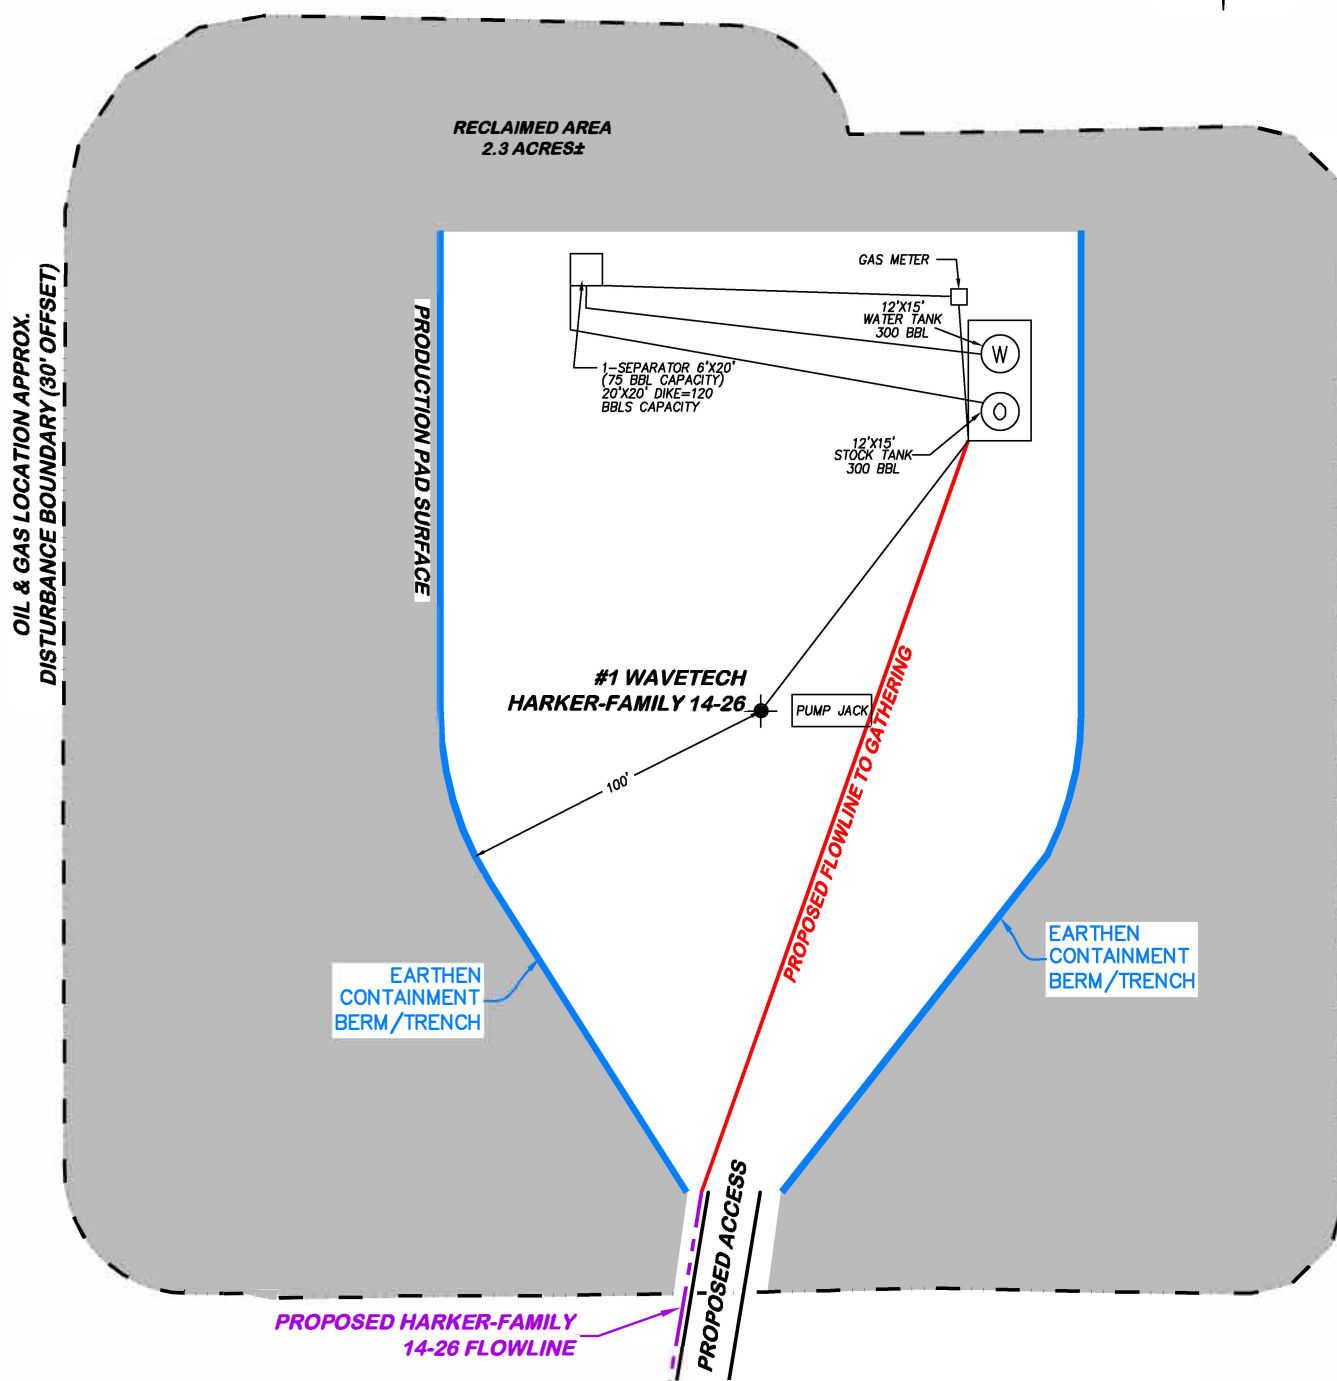 RECLAIMED AREA
2.3 ACRES±
OIL & GAS LOCATION APPROX.
DISTURBANCE BOUNDARY (30' OFFSET)
PRODUCTION PAD SURFACE
GAS METER
12'X15'
WATER TANK
300 BBL
W
1-SEPARATOR 6'X20'
(75 BBL CAPACITY)
20'X20' DIKE=120
BBLS CAPACITY
O
12'X15'
STOCK TANK
300 BBL
#1 WAVETECH
HARKER-FAMILY 14-26
PUMP JACK
100'
PROPOSED FLOWLINE TO GATHERING
EARTHEN
CONTAINMENT
BERM/TRENCH
EARTHEN
CONTAINMENT
BERM/TRENCH
PROPOSED ACCESS
PROPOSED HARKER-FAMILY
14-26 FLOWLINE